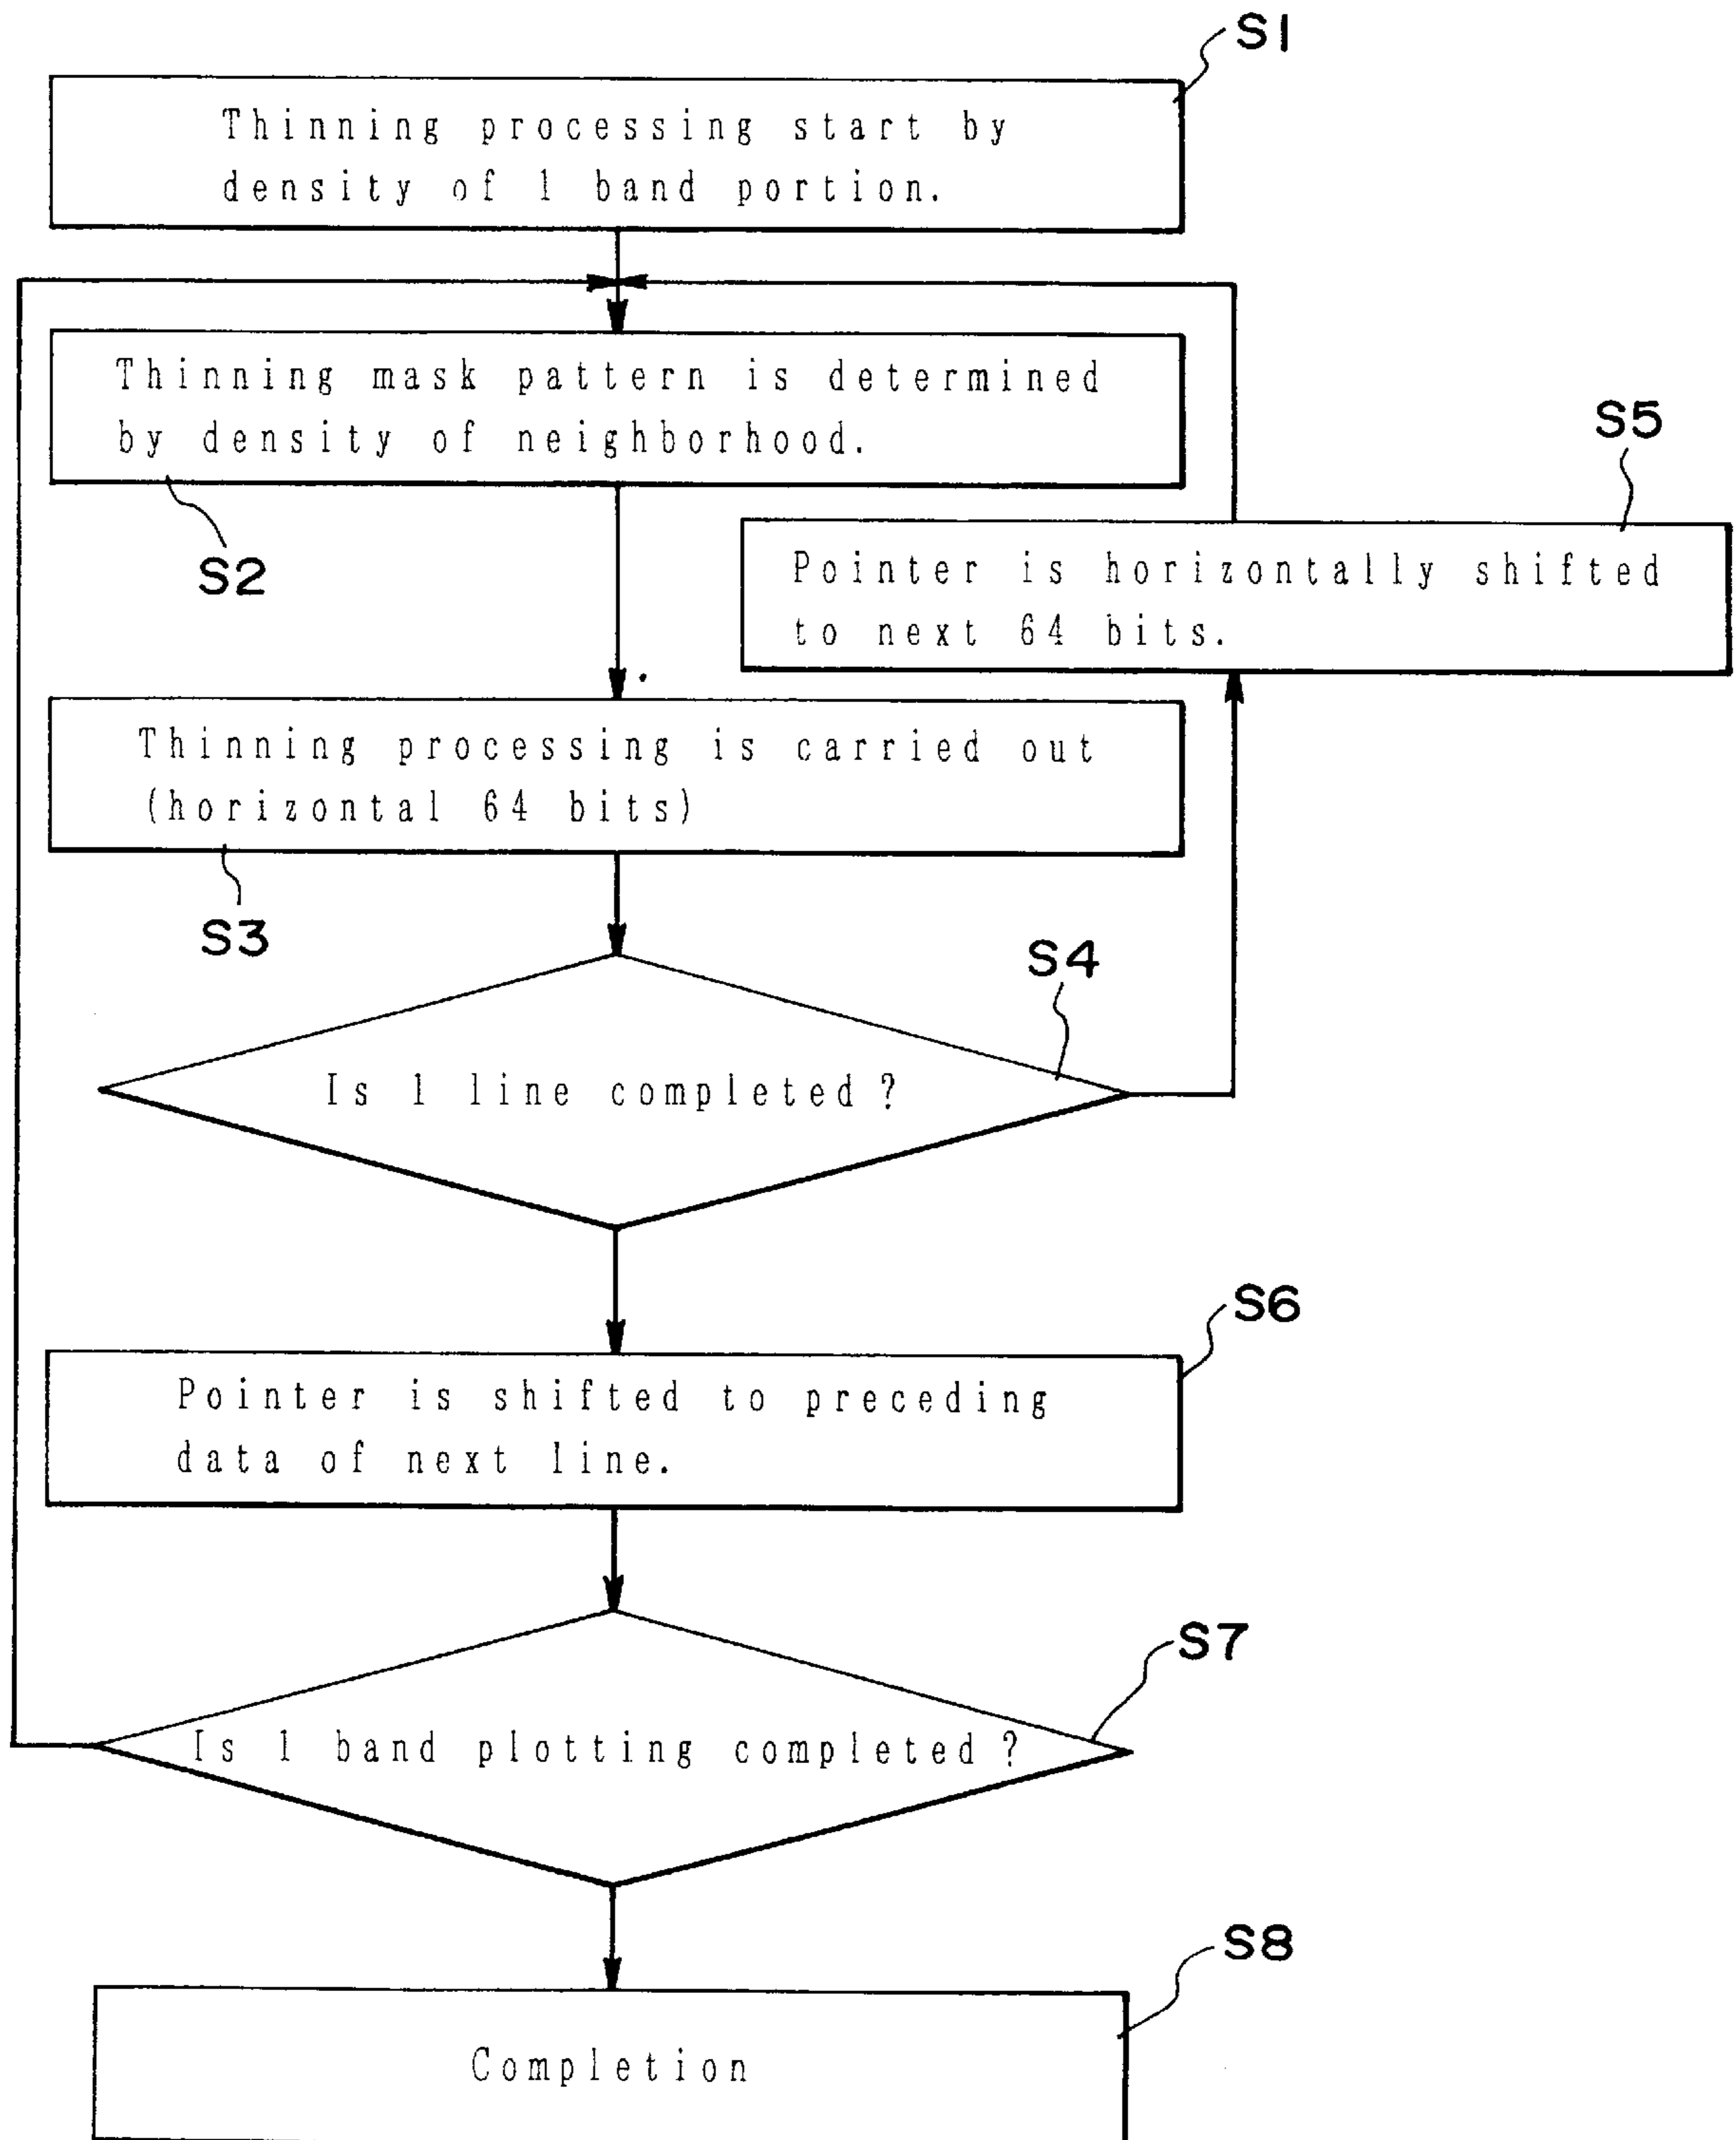 S1
Thinning processing start by
density of 1 band portion.
Thinning mask pattern is determined
by density of neighborhood.
S2
S5
Pointer is horizontally shifted
to next 64 bits.
Thinning processing is carried out
(horizontal 64 bits)
S3
S4
Is 1 line completed?
S6
Pointer is shifted to preceding
data of next line.
S7
Is 1 band plotting completed?
S8
Completion